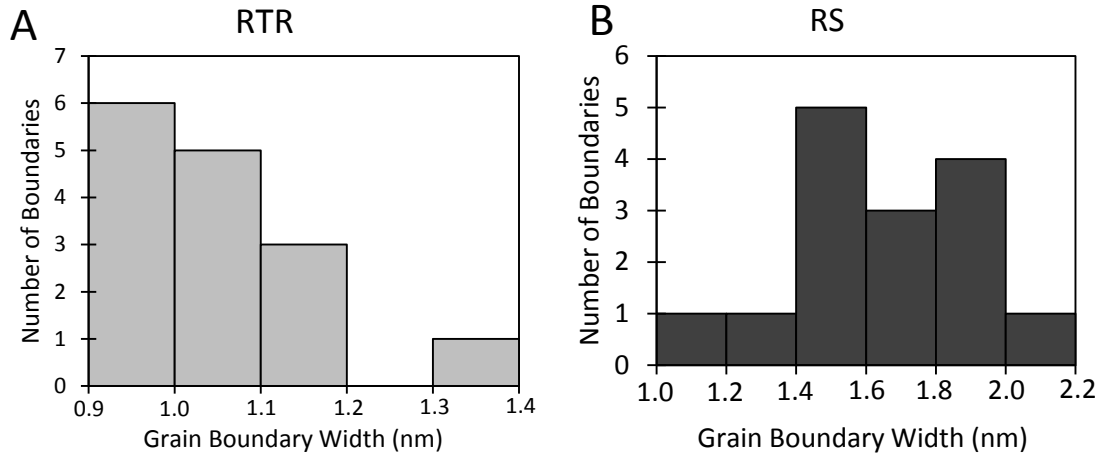 A
RTR
7
6
5
4
3
2
1
0
Number of Boundaries
0.9 1.0 1.1 1.2 1.3 1.4
Grain Boundary Width (nm)
B
RS
6
5
4
3
2
1
0
Number of Boundaries
1.0 1.2 1.4 1.6 1.8 2.0 2.2
Grain Boundary Width (nm)